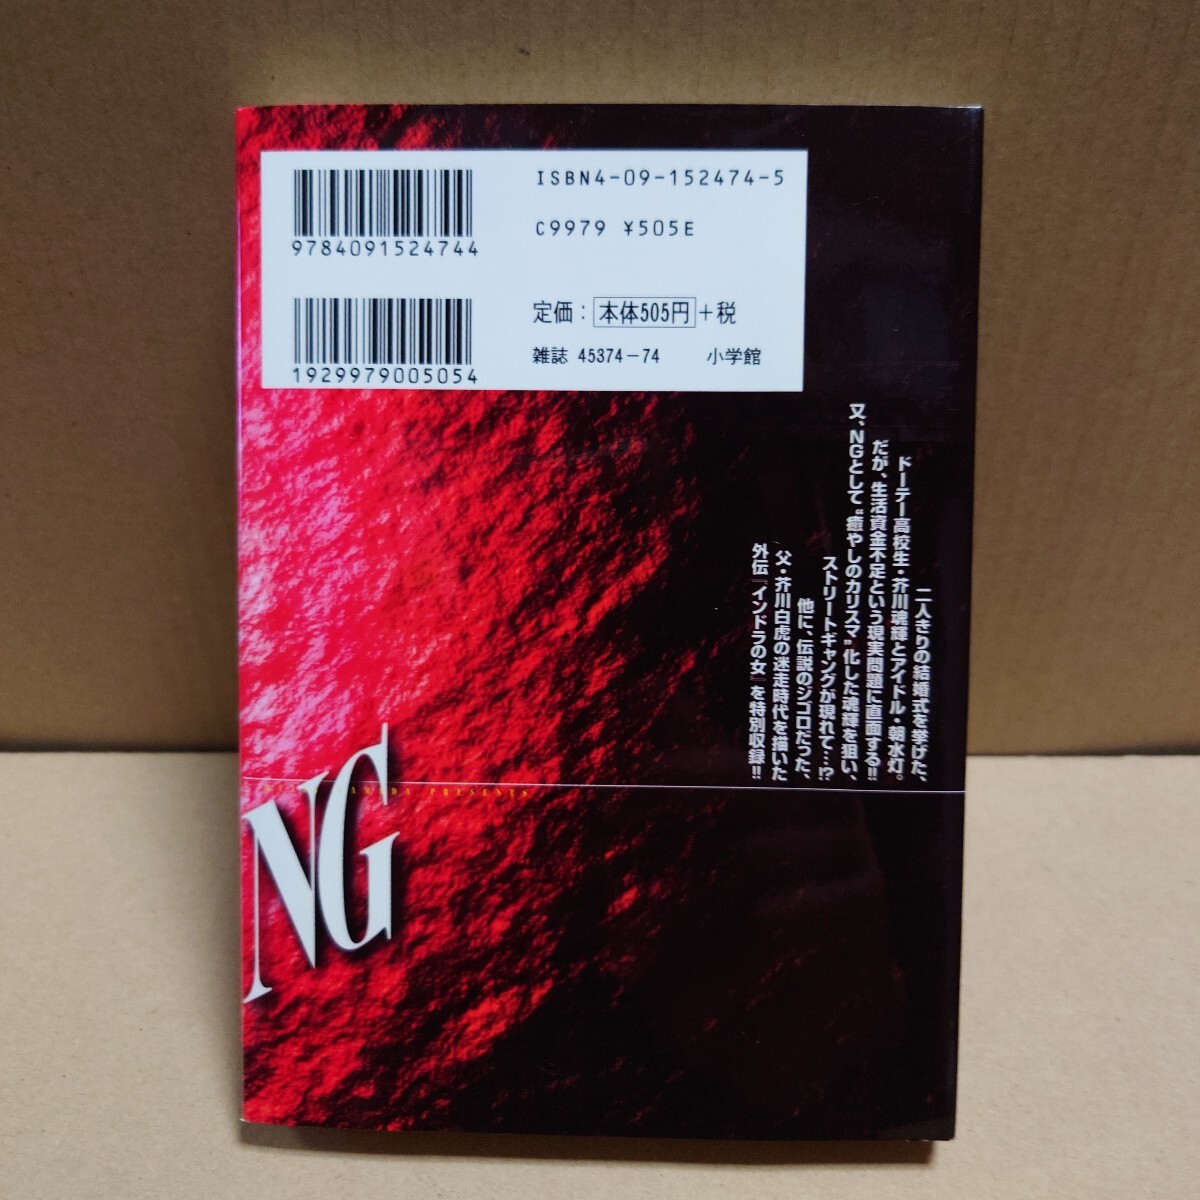 ISBN4-09-152474-5
9784091524744
C9979 ¥505E
1929979005054
定価：本体505円＋税
雑誌 45374-74 小学館
二人きりの結婚式を挙げた、
ドーテー高校生・芥川魂輝とアイドル・朝水灯。
だが、生活資金不足という現実問題に直面する!!
又、NGとして“癒やしのカリスマ”化した魂輝を狙い、
ストリートギャングが現れて…!?
他に、伝説のジゴロだった、
父・芥川白虎の迷走時代を描いた
外伝『インドラの女』を特別収録!!
PRESENTS
NG